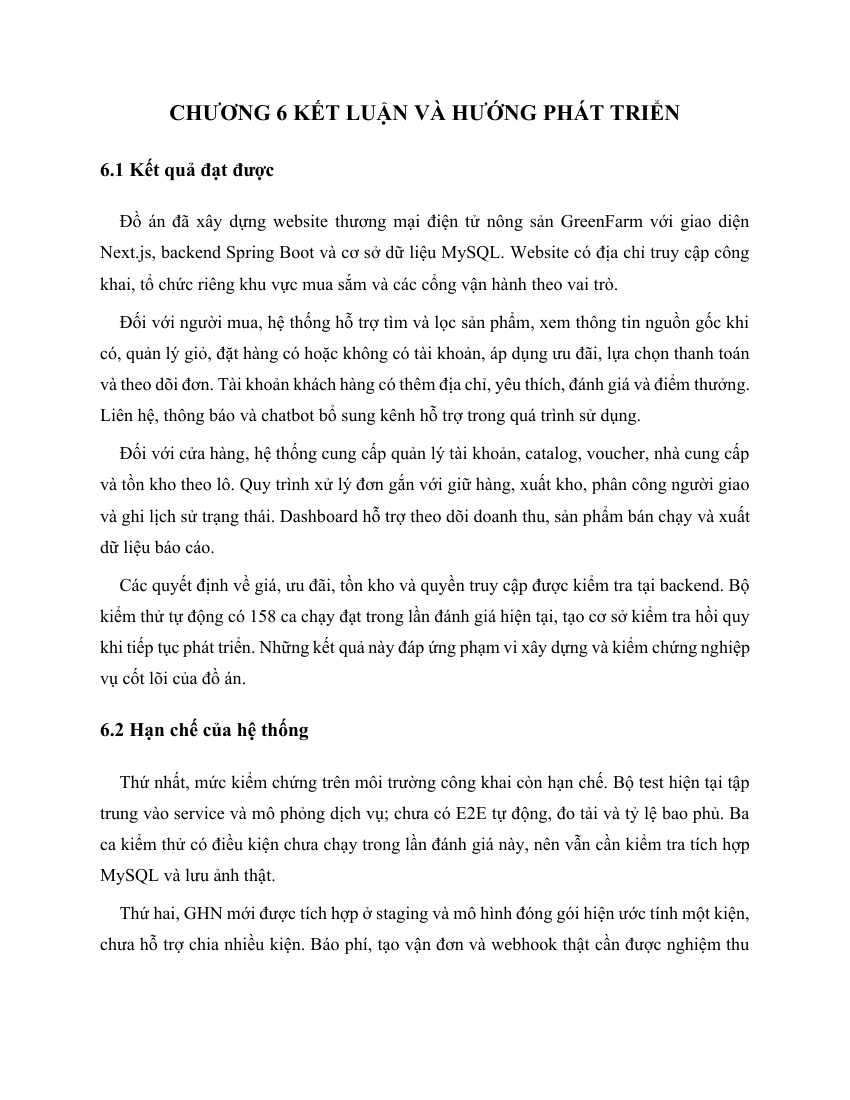 CHƯƠNG 6 KẾT LUẬN VÀ HƯỚNG PHÁT TRIỂN
6.1 Kết quả đạt được
Đồ án đã xây dựng website thương mại điện tử nông sản GreenFarm với giao diện
Next.js, backend Spring Boot và cơ sở dữ liệu MySQL. Website có địa chỉ truy cập công
khai, tổ chức riêng khu vực mua sắm và các cổng vận hành theo vai trò.
Đối với người mua, hệ thống hỗ trợ tìm và lọc sản phẩm, xem thông tin nguồn gốc khi
có, quản lý giỏ, đặt hàng có hoặc không có tài khoản, áp dụng ưu đãi, lựa chọn thanh toán
và theo dõi đơn. Tài khoản khách hàng có thêm địa chỉ, yêu thích, đánh giá và điểm thưởng.
Liên hệ, thông báo và chatbot bổ sung kênh hỗ trợ trong quá trình sử dụng.
Đối với cửa hàng, hệ thống cung cấp quản lý tài khoản, catalog, voucher, nhà cung cấp
và tồn kho theo lô. Quy trình xử lý đơn gắn với giữ hàng, xuất kho, phân công người giao
và ghi lịch sử trạng thái. Dashboard hỗ trợ theo dõi doanh thu, sản phẩm bán chạy và xuất
dữ liệu báo cáo.
Các quyết định về giá, ưu đãi, tồn kho và quyền truy cập được kiểm tra tại backend. Bộ
kiểm thử tự động có 158 ca chạy đạt trong lần đánh giá hiện tại, tạo cơ sở kiểm tra hồi quy
khi tiếp tục phát triển. Những kết quả này đáp ứng phạm vi xây dựng và kiểm chứng nghiệp
vụ cốt lõi của đồ án.
6.2 Hạn chế của hệ thống
Thứ nhất, mức kiểm chứng trên môi trường công khai còn hạn chế. Bộ test hiện tại tập
trung vào service và mô phỏng dịch vụ; chưa có E2E tự động, đo tải và tỷ lệ bao phủ. Ba
ca kiểm thử có điều kiện chưa chạy trong lần đánh giá này, nên vẫn cần kiểm tra tích hợp
MySQL và lưu ảnh thật.
Thứ hai, GHN mới được tích hợp ở staging và mô hình đóng gói hiện ước tính một kiện,
chưa hỗ trợ chia nhiều kiện. Báo phí, tạo vận đơn và webhook thật cần được nghiệm thu